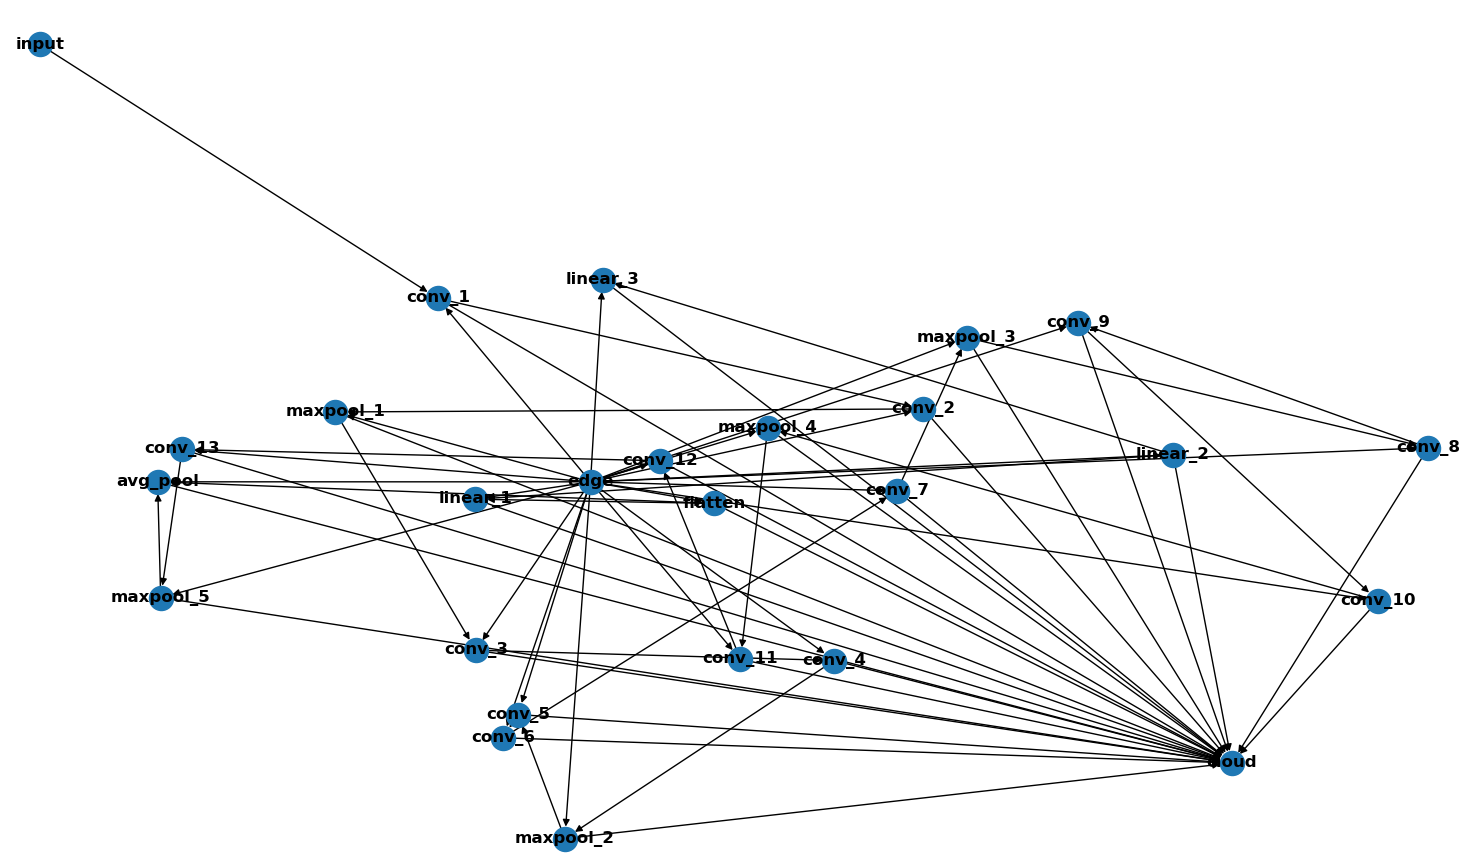 input
linear_3
conv_1
conv_9
maxpool_3
conv_2
maxpool_1
maxpool_4
conv_13
conv_8
linear_2
conv_12
avg_pool
edge
conv_7
linear_1
flatten
maxpool_5
conv_10
conv_3
conv_11
conv_4
conv_5
conv_6
cloud
maxpool_2